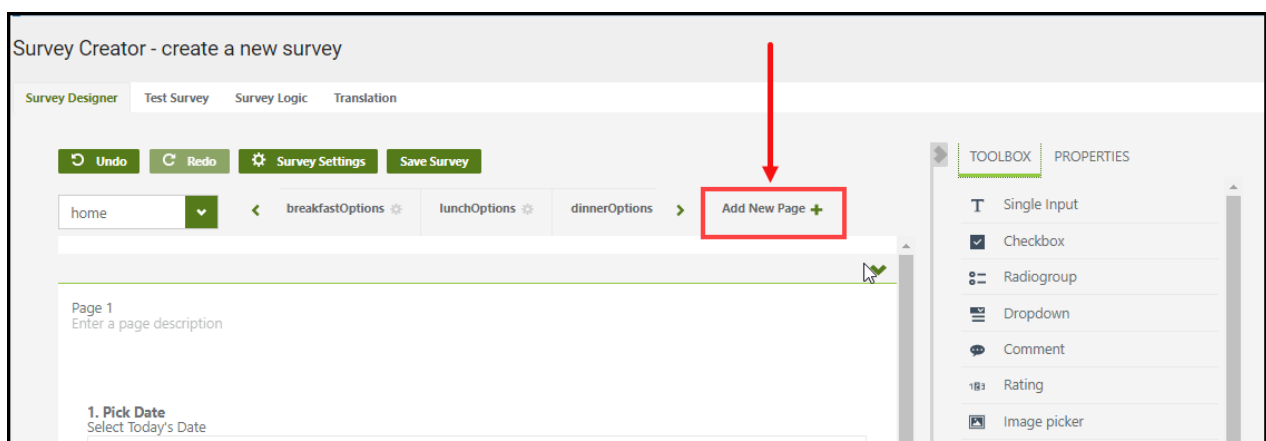 Survey Creator - create a new survey
Survey Designer Test Survey Survey Logic Translation
Undo Redo Survey Settings Save Survey
home breakfastOptions lunchOptions dinnerOptions Add New Page
Page 1
Enter a page description
1. Pick Date
Select Today's Date
TOOLBOX PROPERTIES
Single Input
Checkbox
Radiogroup
Dropdown
Comment
Rating
Image picker